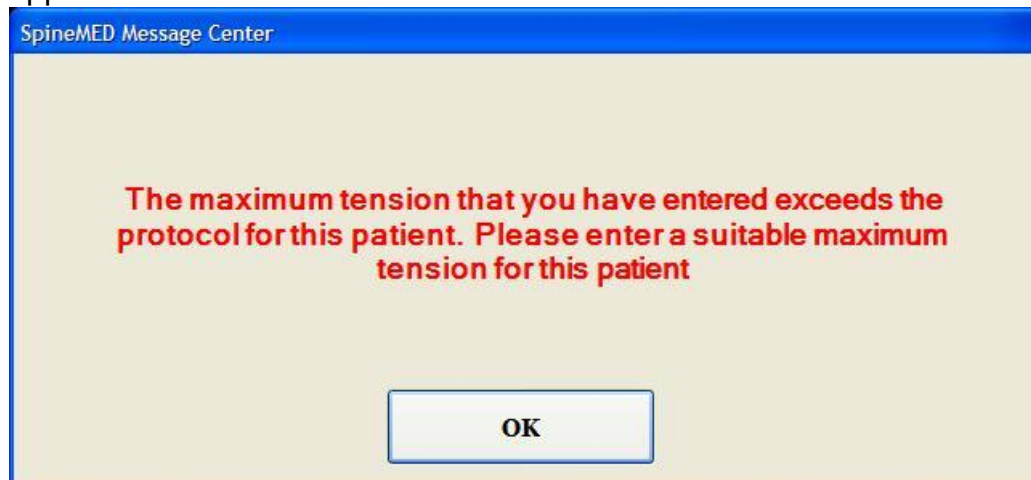 SpineMED Message Center
The maximum tension that you have entered exceeds the
protocol for this patient. Please enter a suitable maximum
tension for this patient
OK